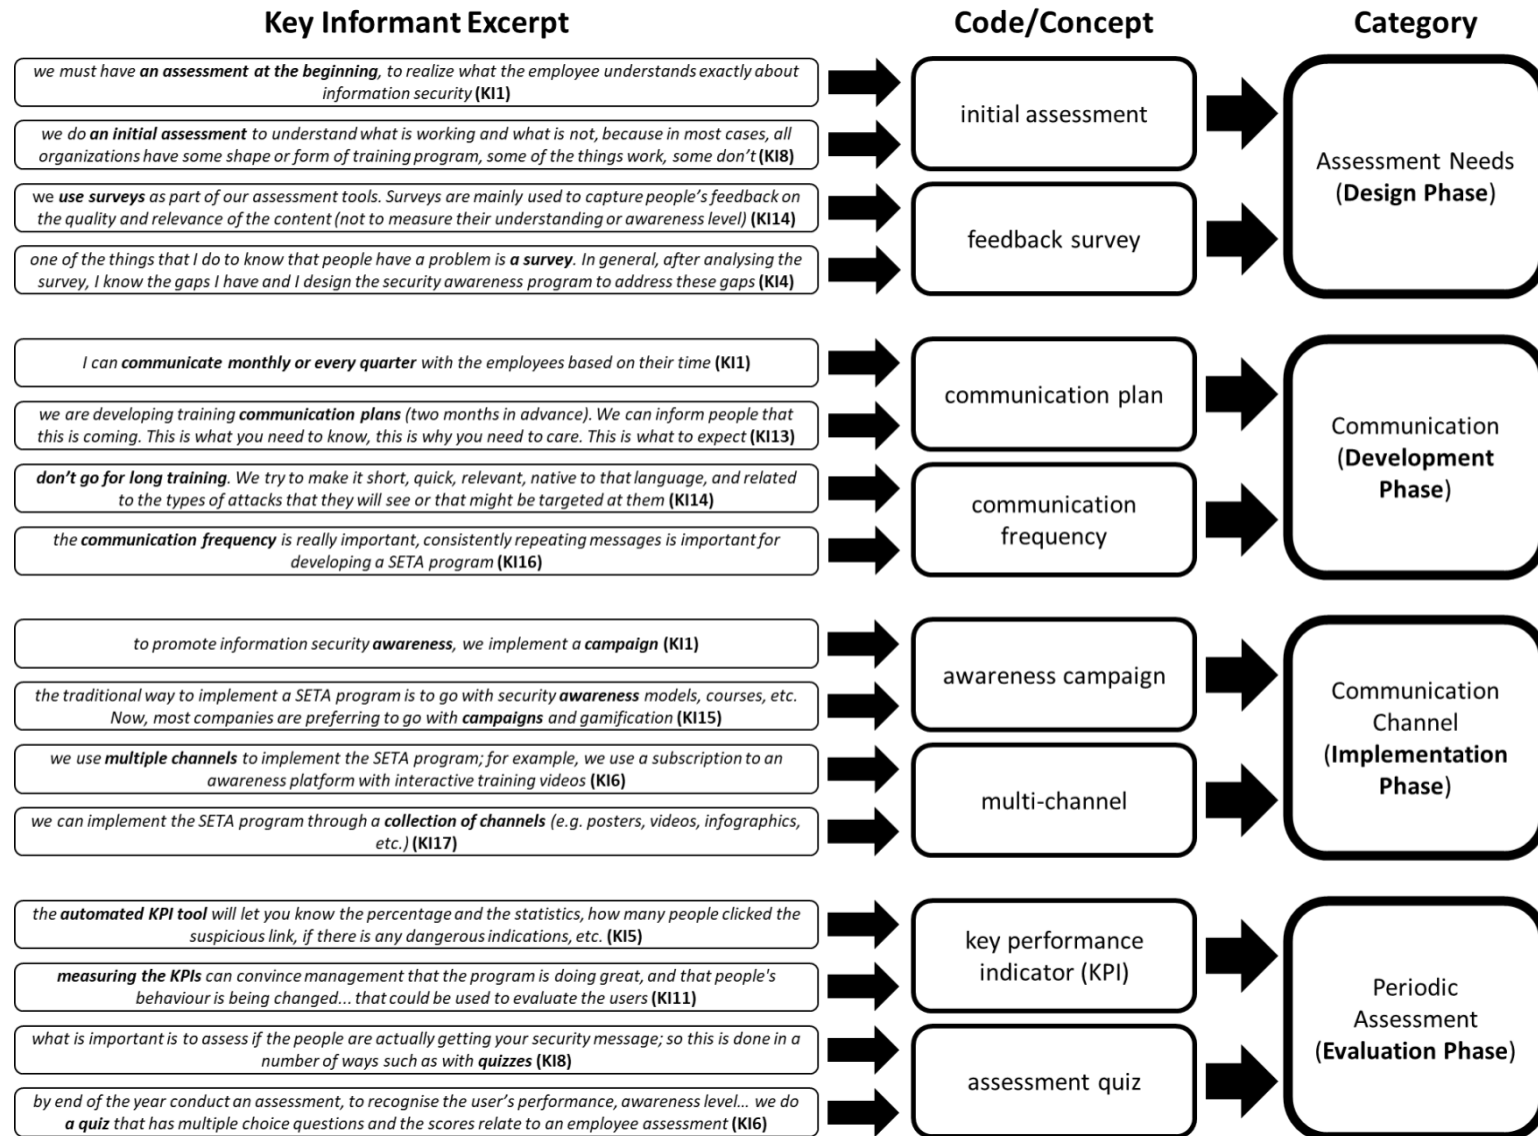 Key Informant Excerpt
Code/Concept
Category
we must have an assessment at the beginning, to realize what the employee understands exactly about
information security (KI1)
we do an initial assessment to understand what is working and what is not, because in most cases, all
organizations have some shape or form of training program, some of the things work, some don’t (KI8)
initial assessment
we use surveys as part of our assessment tools. Surveys are mainly used to capture people’s feedback on
the quality and relevance of the content (not to measure their understanding or awareness level) (KI14)
one of the things that I do to know that people have a problem is a survey. In general, after analysing the
survey, I know the gaps I have and I design the security awareness program to address these gaps (KI4)
feedback survey
Assessment Needs
(Design Phase)
I can communicate monthly or every quarter with the employees based on their time (KI1)
we are developing training communication plans (two months in advance). We can inform people that
this is coming. This is what you need to know, this is why you need to care. This is what to expect (KI13)
communication plan
don’t go for long training. We try to make it short, quick, relevant, native to that language, and related
to the types of attacks that they will see or that might be targeted at them (KI14)
the communication frequency is really important, consistently repeating messages is important for
developing a SETA program (KI16)
communication
frequency
Communication
(Development
Phase)
to promote information security awareness, we implement a campaign (KI1)
the traditional way to implement a SETA program is to go with security awareness models, courses, etc.
Now, most companies are preferring to go with campaigns and gamification (KI15)
awareness campaign
we use multiple channels to implement the SETA program; for example, we use a subscription to an
awareness platform with interactive training videos (KI6)
we can implement the SETA program through a collection of channels (e.g. posters, videos, infographics,
etc.) (KI17)
multi-channel
Communication
Channel
(Implementation
Phase)
the automated KPI tool will let you know the percentage and the statistics, how many people clicked the
suspicious link, if there is any dangerous indications, etc. (KI5)
measuring the KPIs can convince management that the program is doing great, and that people's
behaviour is being changed... that could be used to evaluate the users (KI11)
key performance
indicator (KPI)
what is important is to assess if the people are actually getting your security message; so this is done in a
number of ways such as with quizzes (KI8)
by end of the year conduct an assessment, to recognise the user’s performance, awareness level... we do
a quiz that has multiple choice questions and the scores relate to an employee assessment (KI6)
assessment quiz
Periodic
Assessment
(Evaluation Phase)